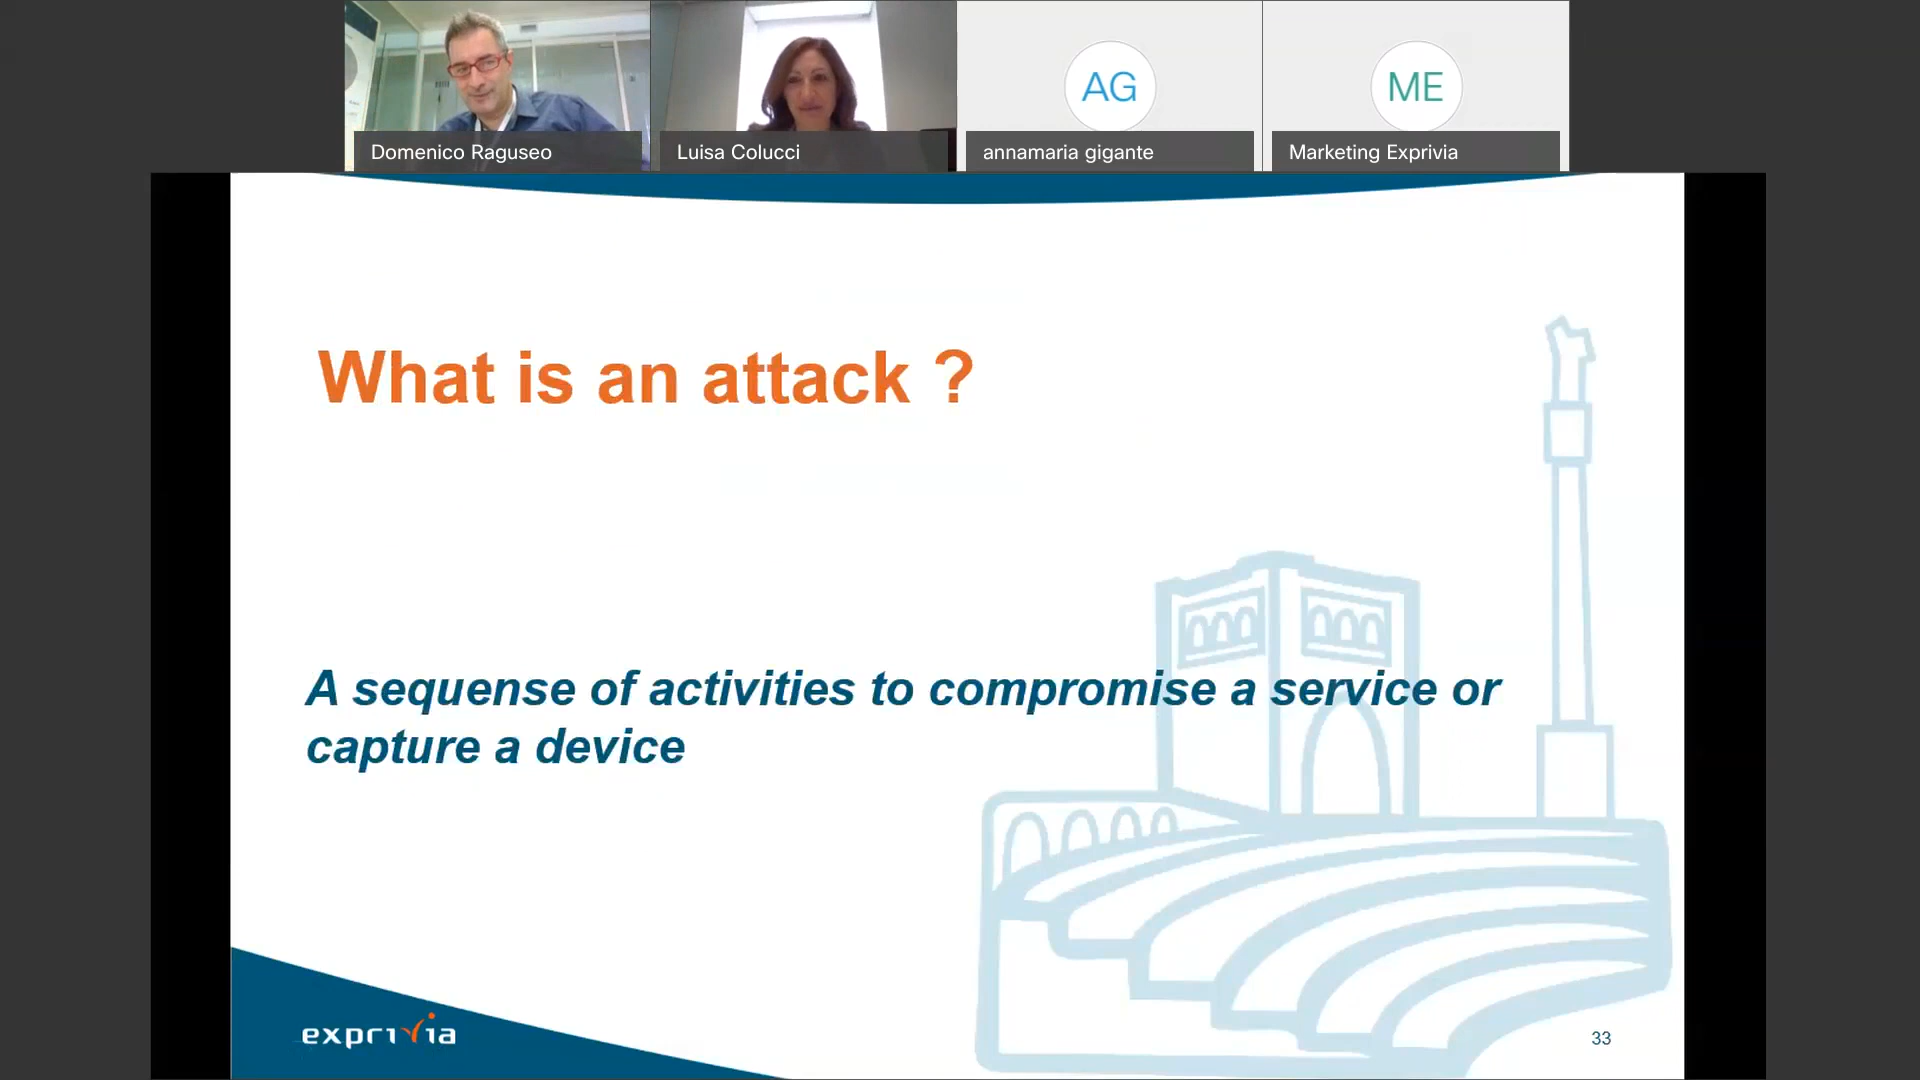 Domenico Raguseo
Luisa Colucci
AG
annamaria gigante
ME
Marketing Exprivia
What is an attack ?
A sequense of activities to compromise a service or
capture a device
exprivia
33